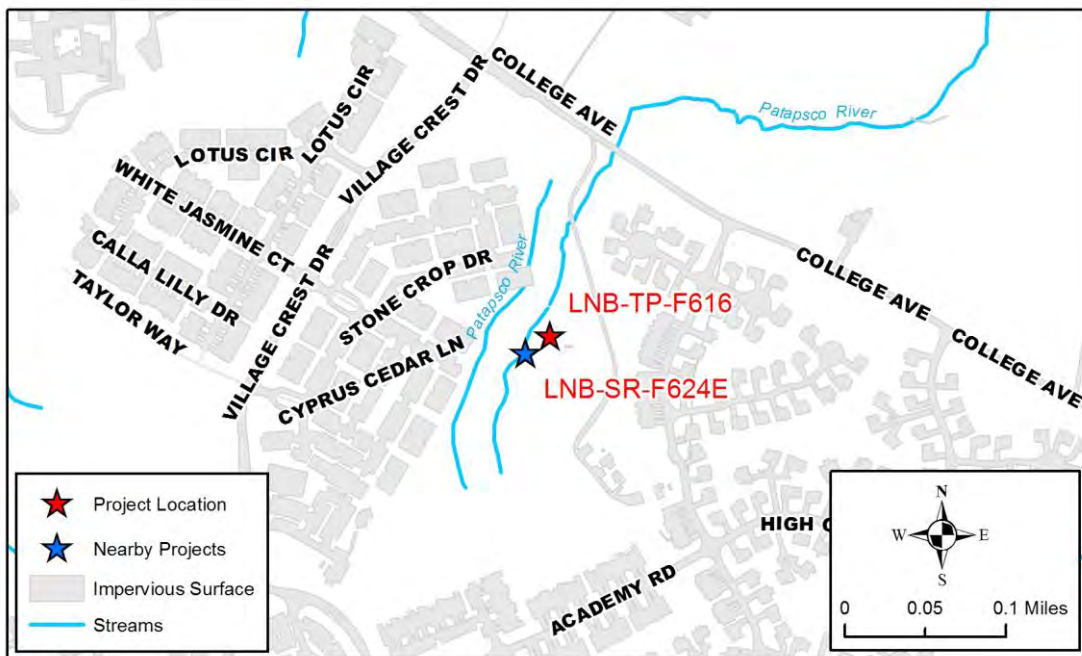 COLLEGE AVE
Patapsco River
LOTUS CIR
LOTUS CIR
VILLAGE CREST DR
WHITE JASMINE CT
CALLA LILLY DR
TAYLOR WAY
VILLAGE CREST DR
STONE CROP DR
Patapsco River
CYPRUS CEDAR LN
COLLEGE AVE
COLLEGE AVE
LNB-TP-F616
LNB-SR-F624E
HIGH
ACADEMY RD
Project Location
Nearby Projects
Impervious Surface
Streams
N
W E
S
0 0.05 0.1 Miles